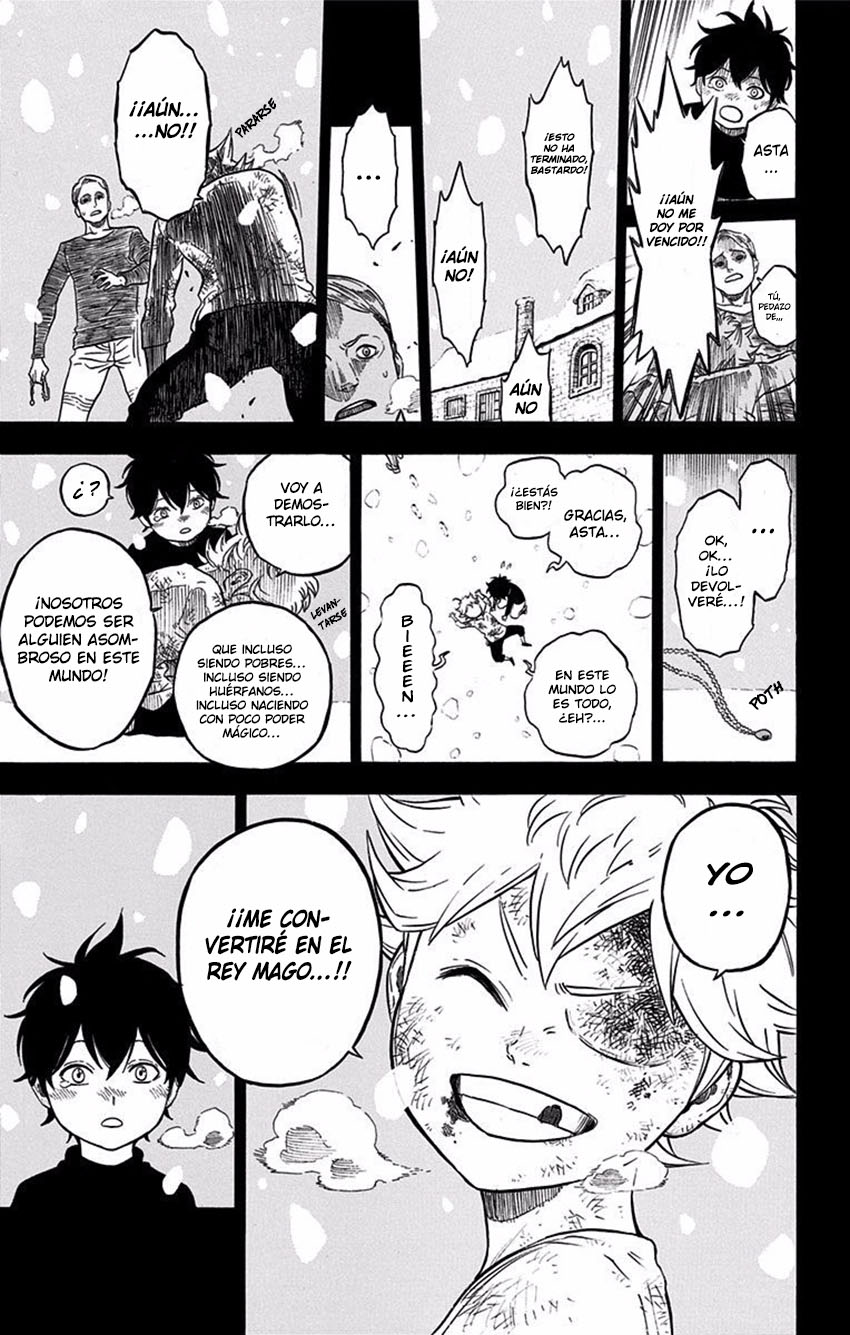 ASTA
...
¡¡AÚN
NO ME
DOY POR
VENCIDO!!
TÚ,
PEDAZO
DE,,,
¡ESTO
NO HA
TERMINADO,
BASTARDO!
¡AÚN
NO!
AÚN
NO
...
¡¡AÚN...
...NO!!
PARARSE
...
OK,
OK...
¡LO
DEVOL-
VERÉ...!
POTH
¡¿ESTÁS
BIEN?!
GRACIAS,
ASTA...
BIEEEN
...
EN ESTE
MUNDO LO
ES TODO,
¿EH?...
VOY A
DEMOS-
TRARLO...
¿?
LEVAN-
TARSE
QUE INCLUSO
SIENDO POBRES...
INCLUSO SIENDO
HUÉRFANOS...
INCLUSO NACIENDO
CON POCO PODER
MÁGICO...
¡NOSOTROS
PODEMOS SER
ALGUIEN ASOM-
BROSO EN ESTE
MUNDO!
YO
...
¡¡ME CON-
VERTIRÉ EN EL
REY MAGO...!!